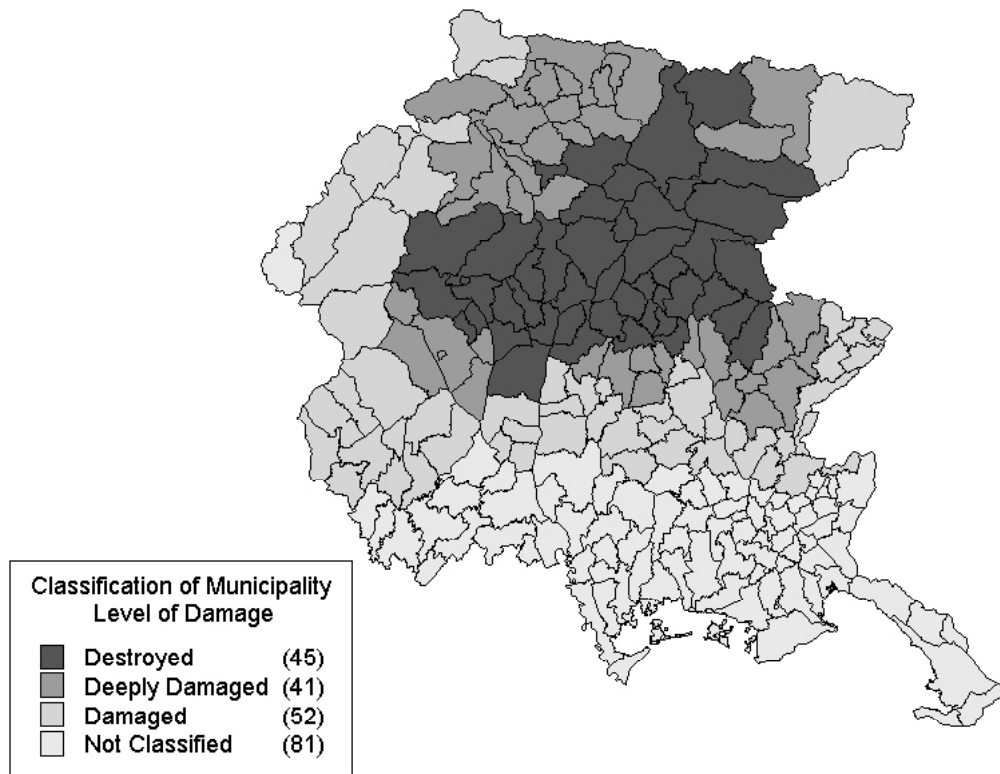 Classification of Municipality
Level of Damage
Destroyed (45)
Deeply Damaged (41)
Damaged (52)
Not Classified (81)